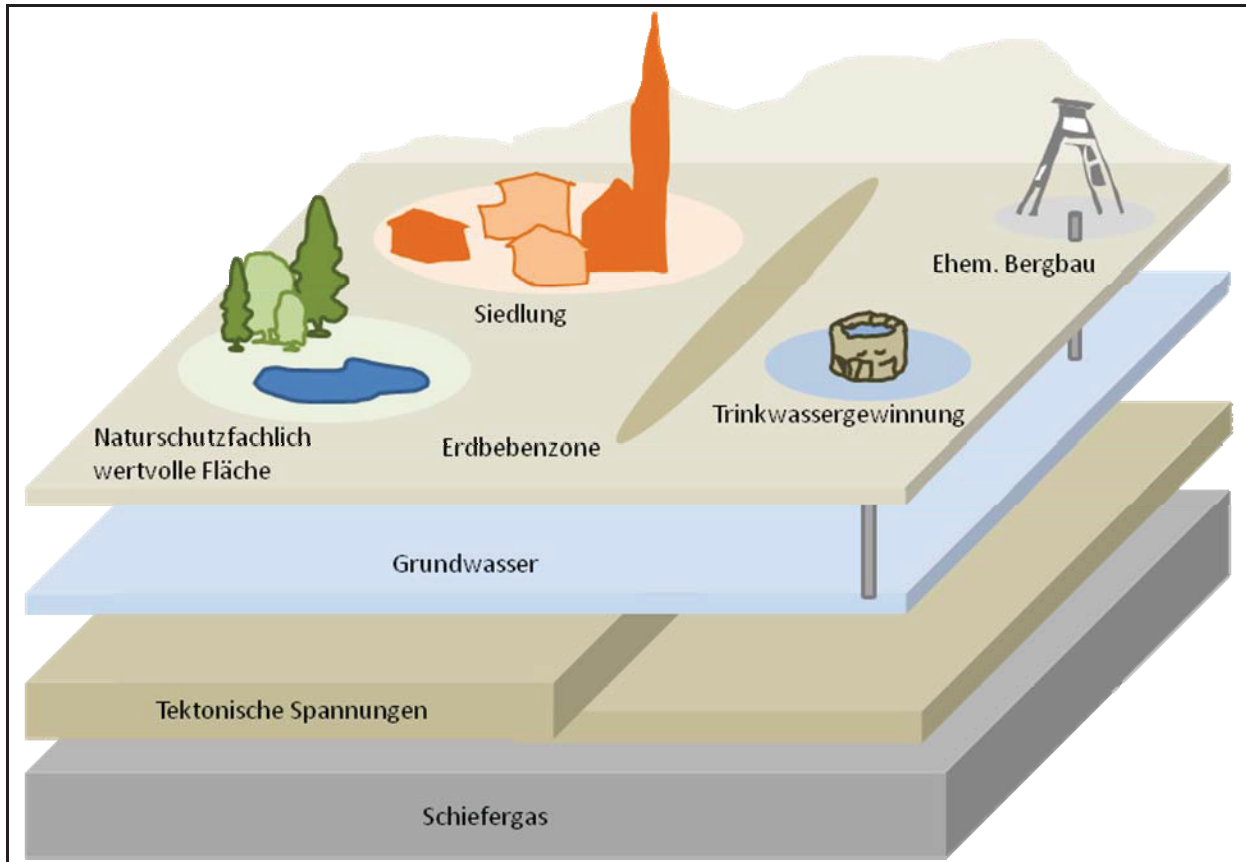 Ehem. Bergbau
Siedlung
Trinkwassergewinnung
Naturschutzfachlich
wertvolle Fläche
Erdbebenzone
Grundwasser
Tektonische Spannungen
Schiefergas